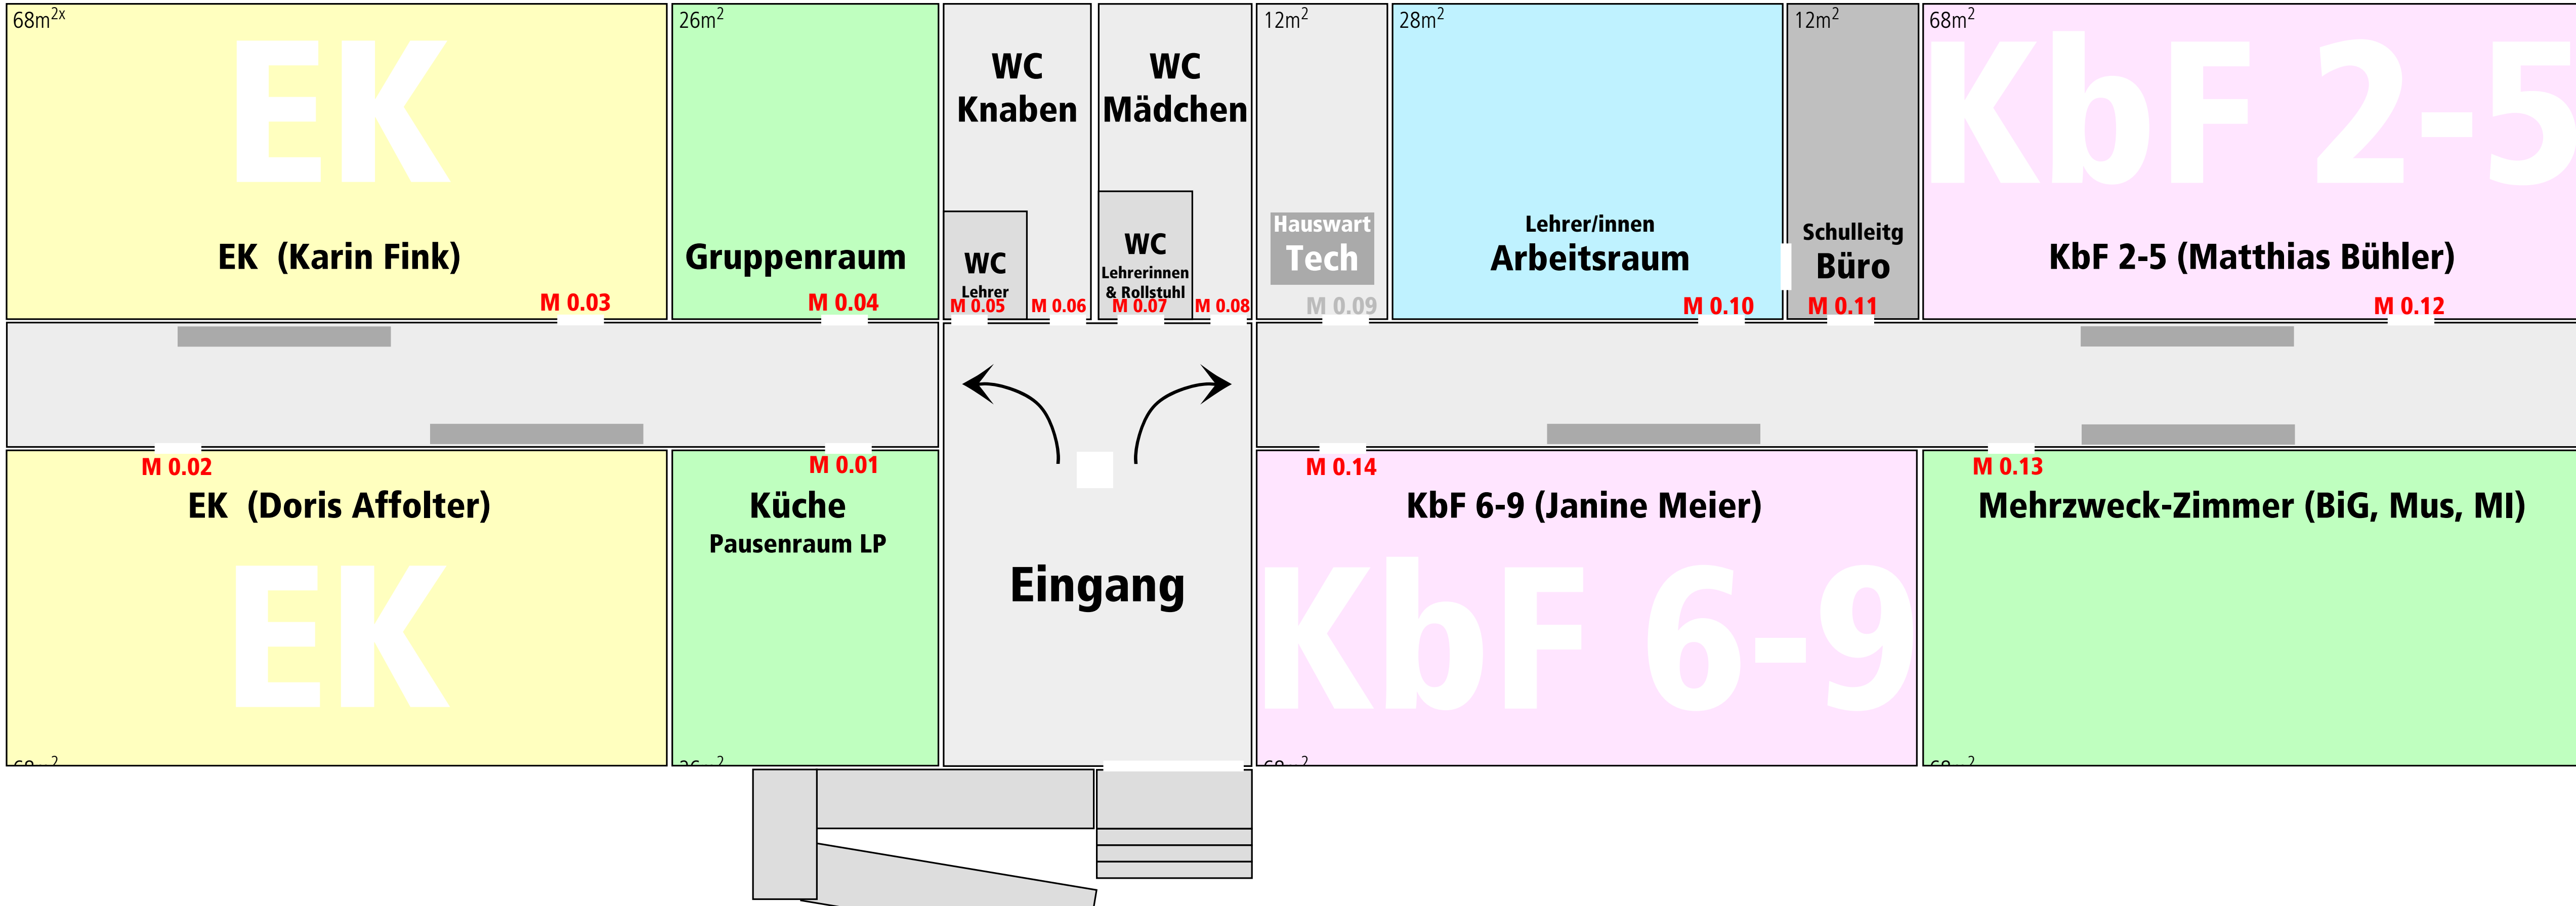 68m²ˣ
EK
EK (Karin Fink)
M 0.03
26m²
Gruppenraum
M 0.04
WC
Knaben
WC
Lehrer
M 0.05
M 0.06
WC
Mädchen
WC
Lehrerinnen
& Rollstuhl
M 0.07
M 0.08
12m²
Hauswart
Tech
M 0.09
28m²
Lehrer/innen
Arbeitsraum
M 0.10
12m²
Schulleitg
Büro
M 0.11
68m²
KbF 2-5
KbF 2-5 (Matthias Bühler)
M 0.12
M 0.02
EK (Doris Affolter)
EK
M 0.01
Küche
Pausenraum LP
Eingang
M 0.14
KbF 6-9 (Janine Meier)
KbF 6-9
M 0.13
Mehrzweck-Zimmer (BiG, Mus, MI)